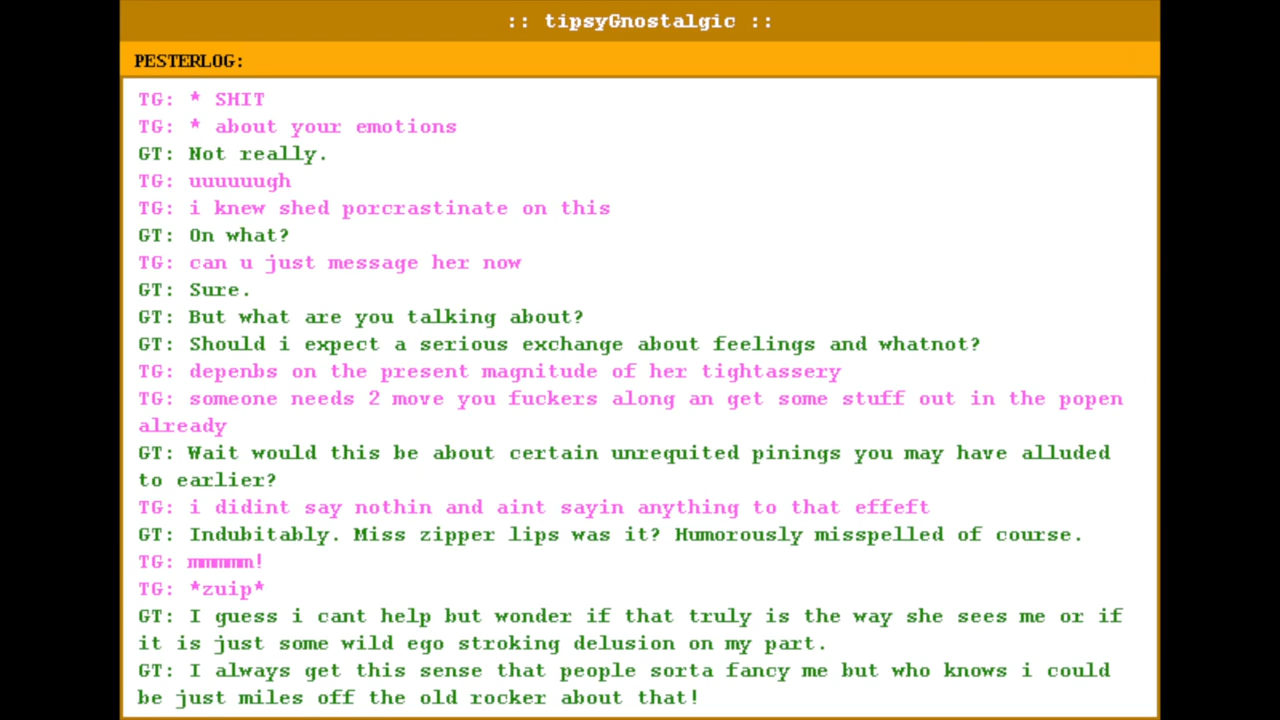 :: tipsyGnostalgic ::
PESTERLOG:
TG: * SHIT
TG: * about your emotions
GT: Not really.
TG: uuuuuugh
TG: i knew shed porcrastinate on this
GT: On what?
TG: can u just message her now
GT: Sure.
GT: But what are you talking about?
GT: Should i expect a serious exchange about feelings and whatnot?
TG: depenbs on the present magnitude of her tightassery
TG: someone needs 2 move you fuckers along an get some stuff out in the popen
already
GT: Wait would this be about certain unrequited pinings you may have alluded
to earlier?
TG: i didint say nothin and aint sayin anything to that effeft
GT: Indubitably. Miss zipper lips was it? Humorously misspelled of course.
TG: mmmmm!
TG: *zuip*
GT: I guess i cant help but wonder if that truly is the way she sees me or if
it is just some wild ego stroking delusion on my part.
GT: I always get this sense that people sorta fancy me but who knows i could
be just miles off the old rocker about that!